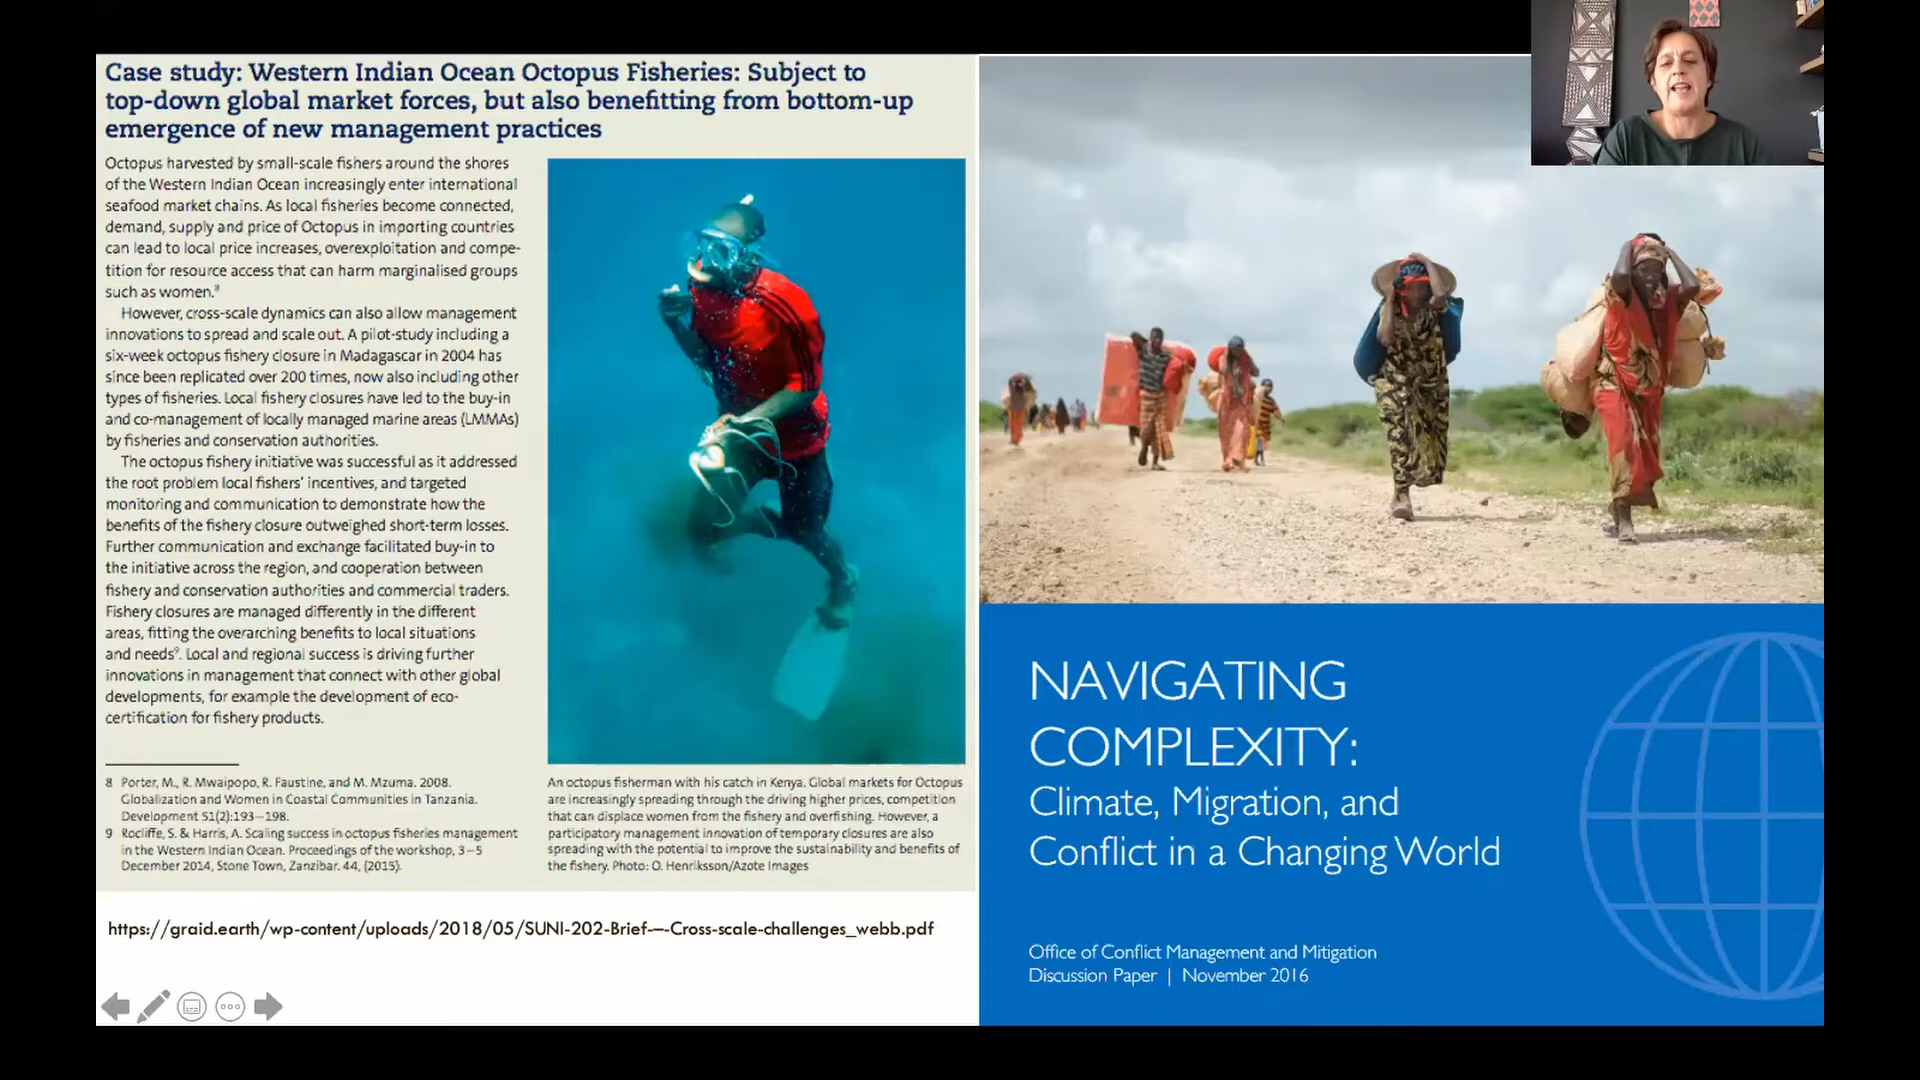 Case study: Western Indian Ocean Octopus Fisheries: Subject to
top-down global market forces, but also benefitting from bottom-up
emergence of new management practices
Octopus harvested by small-scale fishers around the shores
of the Western Indian Ocean increasingly enter international
seafood market chains. As local fisheries become connected,
demand, supply and price of Octopus in importing countries
can lead to local price increases, overexploitation and compe-
tition for resource access that can harm marginalised groups
such as women.⁸
However, cross-scale dynamics can also allow management
innovations to spread and scale out. A pilot-study including a
six-week octopus fishery closure in Madagascar in 2004 has
since been replicated over 200 times, now also including other
types of fisheries. Local fishery closures have led to the buy-in
and co-management of locally managed marine areas (LMMAs)
by fisheries and conservation authorities.
The octopus fishery initiative was successful as it addressed
the root problem local fishers' incentives, and targeted
monitoring and communication to demonstrate how the
benefits of the fishery closure outweighed short-term losses.
Further communication and exchange facilitated buy-in to
the initiative across the region, and cooperation between
fishery and conservation authorities and commercial traders.
Fishery closures are managed differently in the different
areas, fitting the overarching benefits to local situations
and needs⁹. Local and regional success is driving further
innovations in management that connect with other global
developments, for example the development of eco-
certification for fishery products.
8 Porter, M., R. Mwaipopo, R. Faustine, and M. Mzuma. 2008.
Globalization and Women in Coastal Communities in Tanzania.
Development 51(2):193–198.
9 Rocliffe, S. & Harris, A. Scaling success in octopus fisheries management
in the Western Indian Ocean. Proceedings of the workshop, 3–5
December 2014, Stone Town, Zanzibar. 44, (2015).
An octopus fisherman with his catch in Kenya. Global markets for Octopus
are increasingly spreading through the driving higher prices, competition
that can displace women from the fishery and overfishing. However, a
participatory management innovation of temporary closures are also
spreading with the potential to improve the sustainability and benefits of
the fishery. Photo: O. Henriksson/Azote Images
https://graid.earth/wp-content/uploads/2018/05/SUNI-202-Brief-–-Cross-scale-challenges_webb.pdf
NAVIGATING
COMPLEXITY:
Climate, Migration, and
Conflict in a Changing World
Office of Conflict Management and Mitigation
Discussion Paper | November 2016